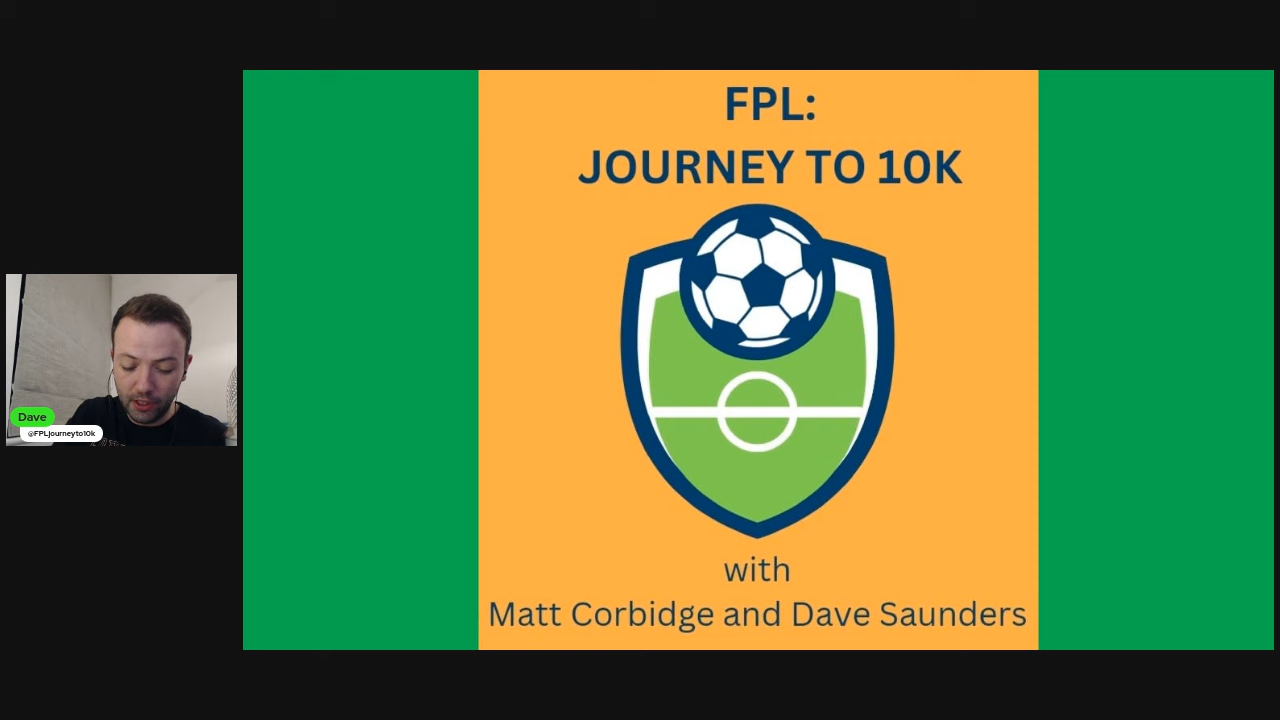 FPL:
JOURNEY TO 10K
with
Matt Corbidge and Dave Saunders
Dave
@FPLjourneyto10k